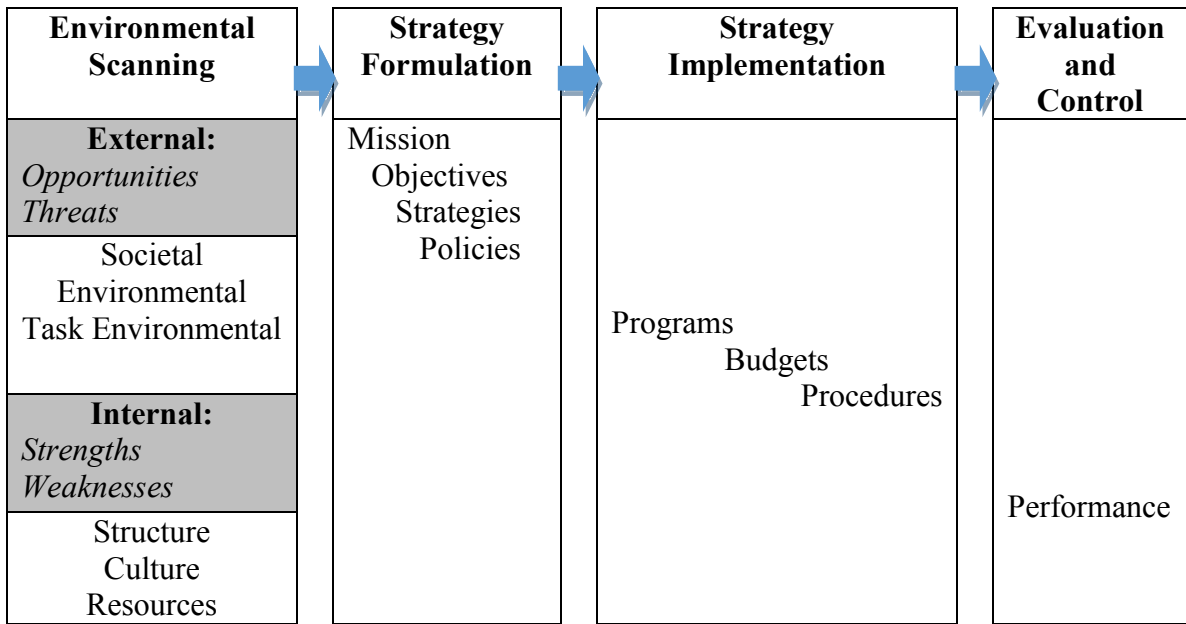 Environmental
Scanning
External:
Opportunities
Threats
Societal
Environmental
Task Environmental
Internal:
Strengths
Weaknesses
Structure
Culture
Resources
Strategy
Formulation
Mission
Objectives
Strategies
Policies
Strategy
Implementation
Programs
Budgets
Procedures
Evaluation
and
Control
Performance